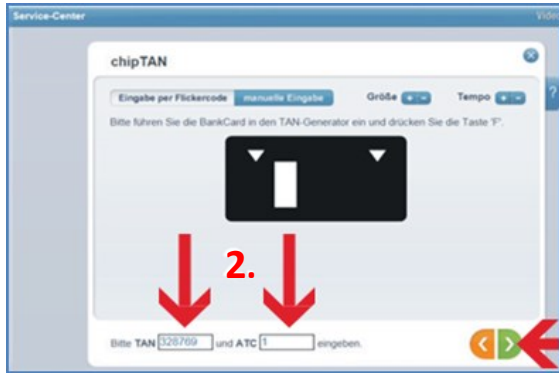 Service-Center Video
chipTAN
Eingabe per Flickercode manuelle Eingabe Größe + - Tempo + -
?
Bitte führen Sie die BankCard in den TAN-Generator ein und drücken Sie die Taste 'F'.
2.
Bitte TAN 328769 und ATC 1 eingeben.